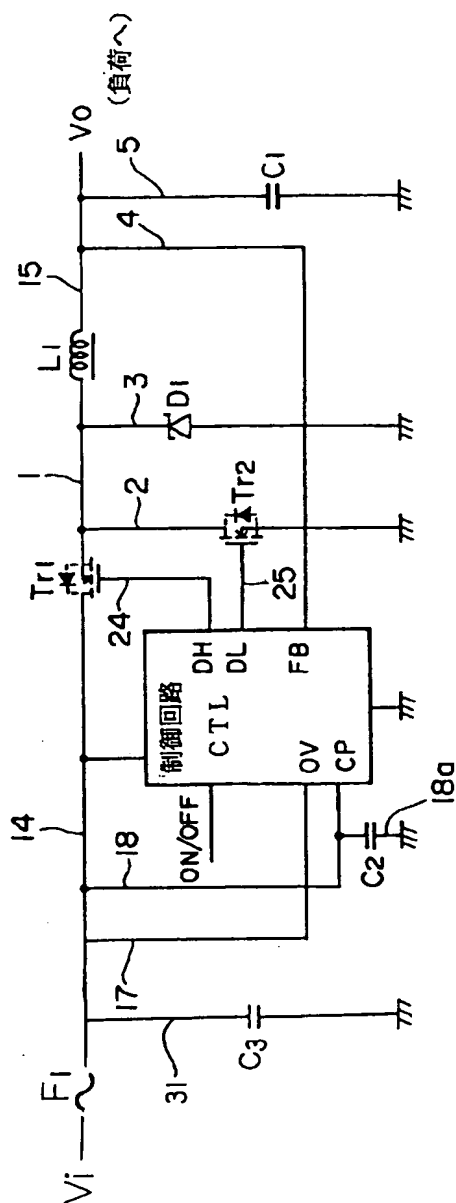 Vi
F1
31
C3
17
18
14
ON/OFF
制御回路
CTL
OV
CP
C2
18a
DH
DL
FB
24
25
Tr1
Tr2
1
2
3
D1
L1
15
4
5
C1
Vo
(負荷へ)